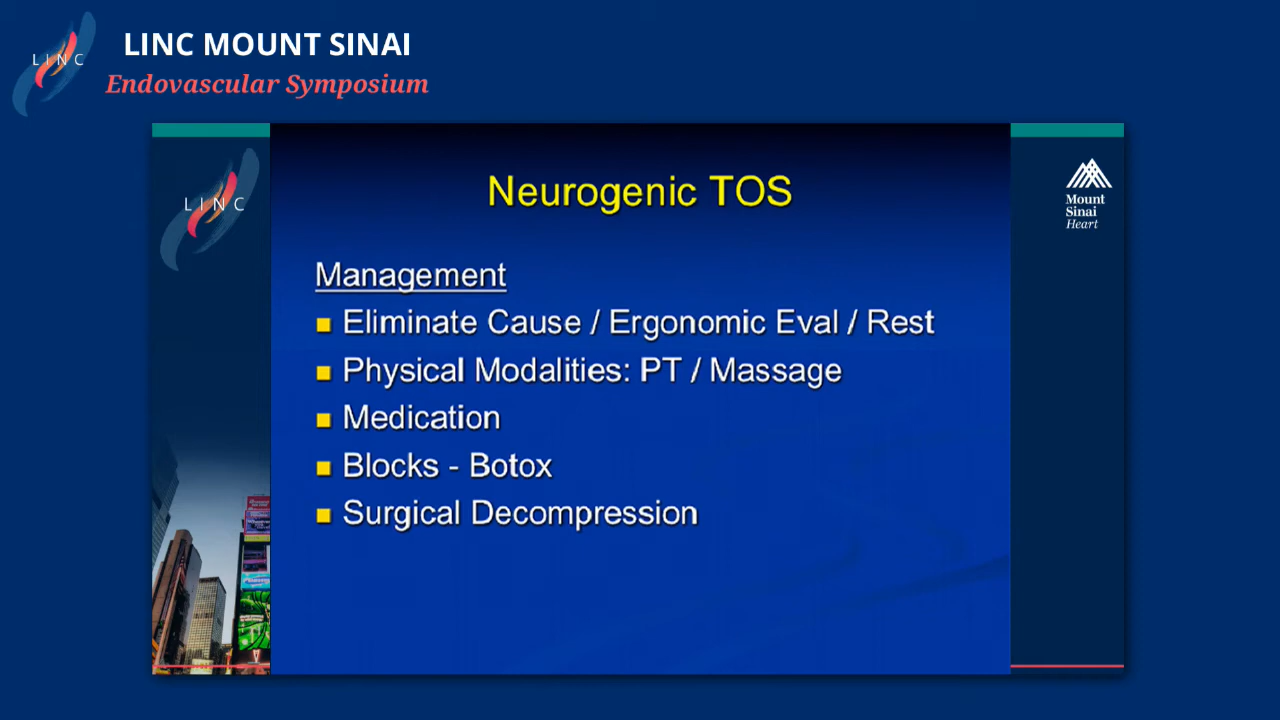 LINC
LINC MOUNT SINAI
Endovascular Symposium
LINC
Mount
Sinai
Heart
Neurogenic TOS
Management
Eliminate Cause / Ergonomic Eval / Rest
Physical Modalities: PT / Massage
Medication
Blocks - Botox
Surgical Decompression